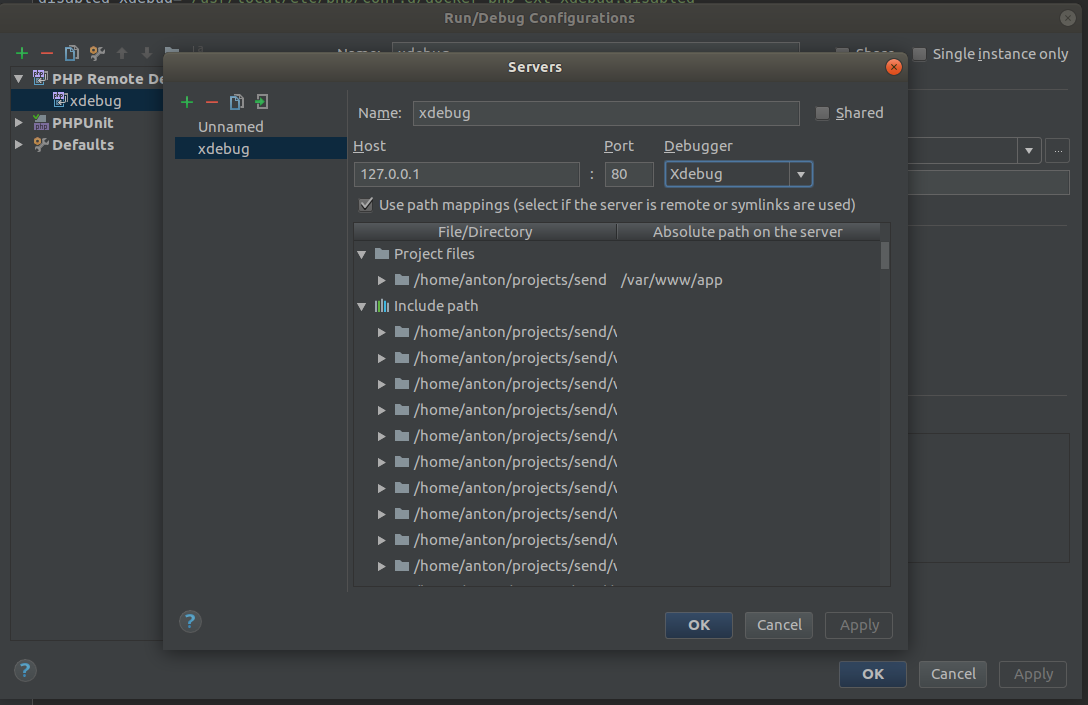 Run/Debug Configurations
Single instance only
PHP Remote De
xdebug
PHPUnit
Defaults
Servers
Unnamed
xdebug
Name: xdebug Shared
Host Port Debugger
127.0.0.1 : 80 Xdebug
Use path mappings (select if the server is remote or symlinks are used)
File/Directory Absolute path on the server
Project files
/home/anton/projects/send /var/www/app
Include path
/home/anton/projects/send/v
/home/anton/projects/send/v
/home/anton/projects/send/v
/home/anton/projects/send/v
/home/anton/projects/send/v
/home/anton/projects/send/v
/home/anton/projects/send/v
/home/anton/projects/send/v
/home/anton/projects/send/v
/home/anton/projects/send/v
OK Cancel Apply
OK Cancel Apply